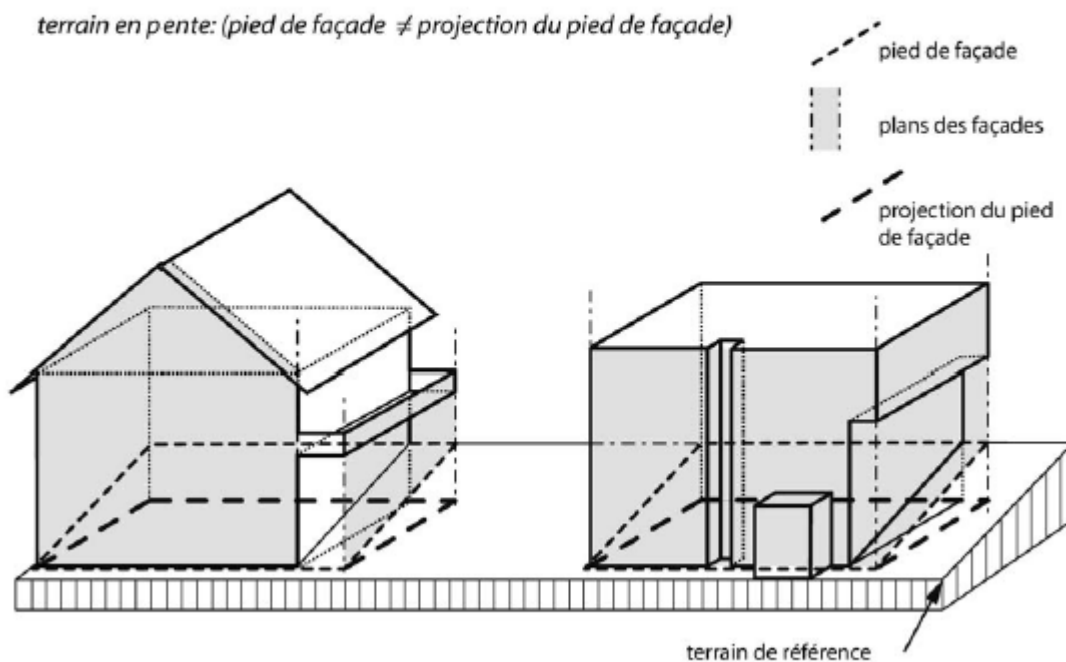 terrain en pente: (pied de façade ≠ projection du pied de façade)
pied de façade
plans des façades
projection du pied
de façade
terrain de référence